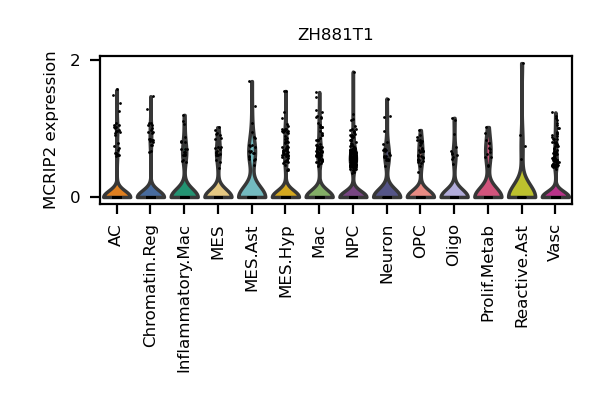 ZH881T1
MCRIP2 expression
2
0
AC
Chromatin.Reg
Inflammatory.Mac
MES
MES.Ast
MES.Hyp
Mac
NPC
Neuron
OPC
Oligo
Prolif.Metab
Reactive.Ast
Vasc